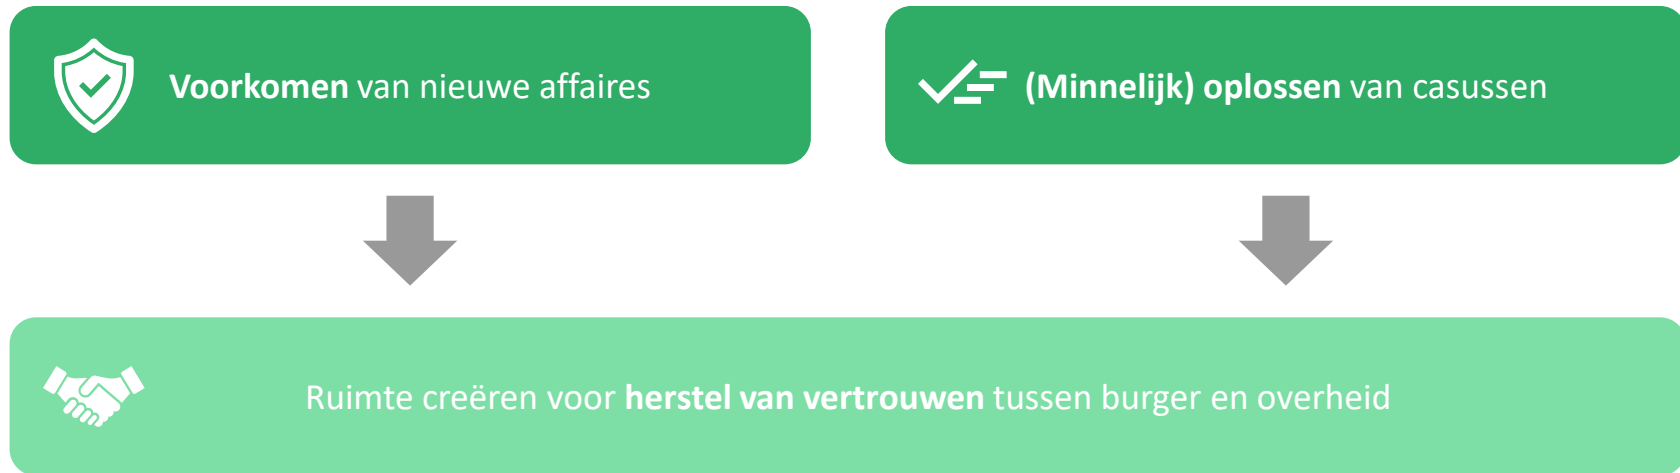 Voorkomen van nieuwe affaires
(Minnelijk) oplossen van casussen
Ruimte creëren voor herstel van vertrouwen tussen burger en overheid